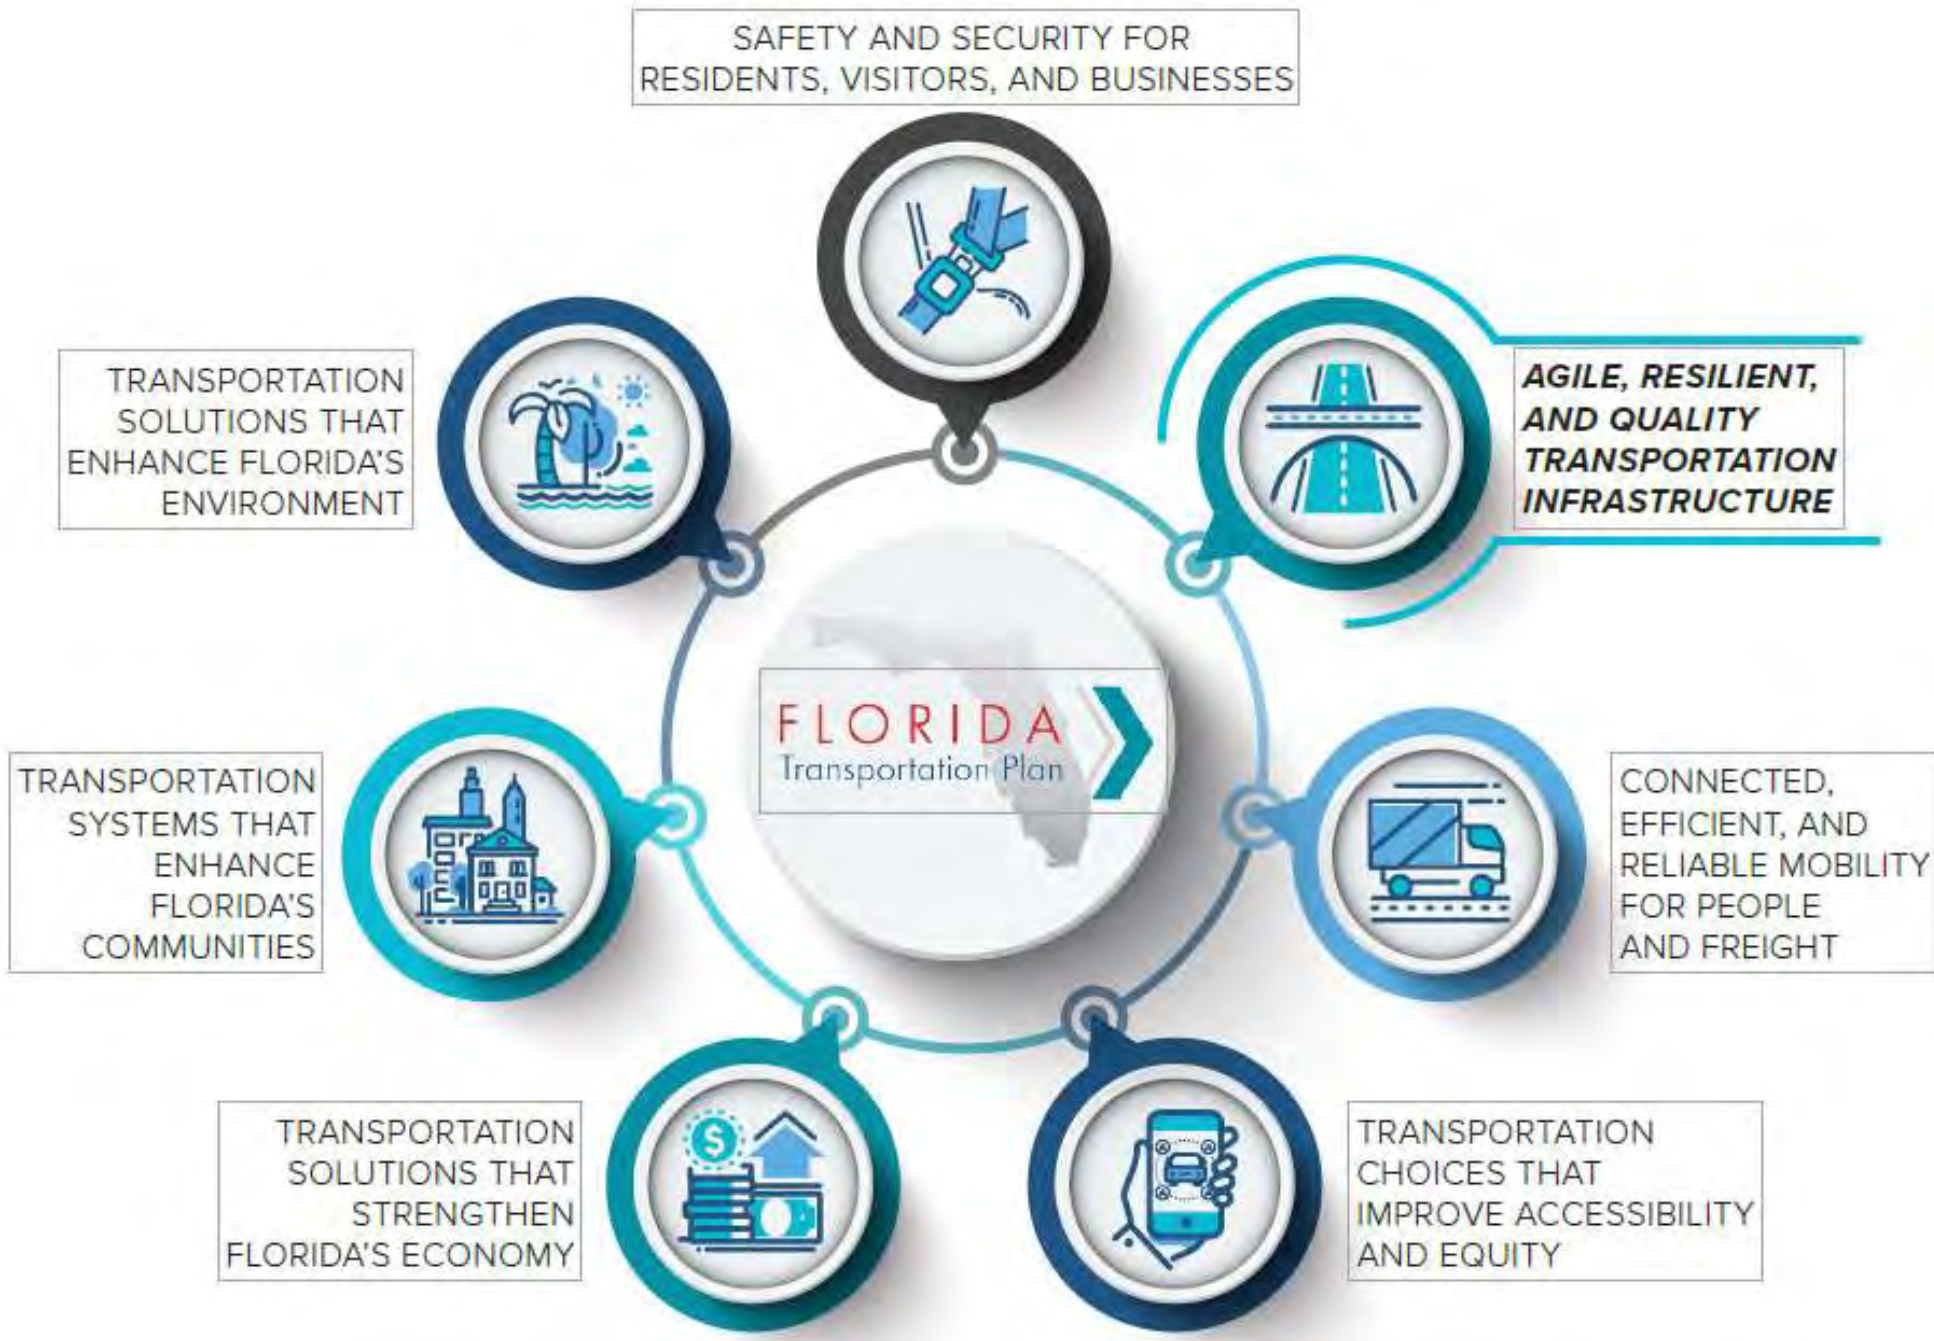 SAFETY AND SECURITY FOR
RESIDENTS, VISITORS, AND BUSINESSES
AGILE, RESILIENT,
AND QUALITY
TRANSPORTATION
INFRASTRUCTURE
CONNECTED,
EFFICIENT, AND
RELIABLE MOBILITY
FOR PEOPLE
AND FREIGHT
TRANSPORTATION
CHOICES THAT
IMPROVE ACCESSIBILITY
AND EQUITY
TRANSPORTATION
SOLUTIONS THAT
STRENGTHEN
FLORIDA'S ECONOMY
$
TRANSPORTATION
SYSTEMS THAT
ENHANCE
FLORIDA'S
COMMUNITIES
TRANSPORTATION
SOLUTIONS THAT
ENHANCE FLORIDA'S
ENVIRONMENT
FLORIDA
Transportation Plan